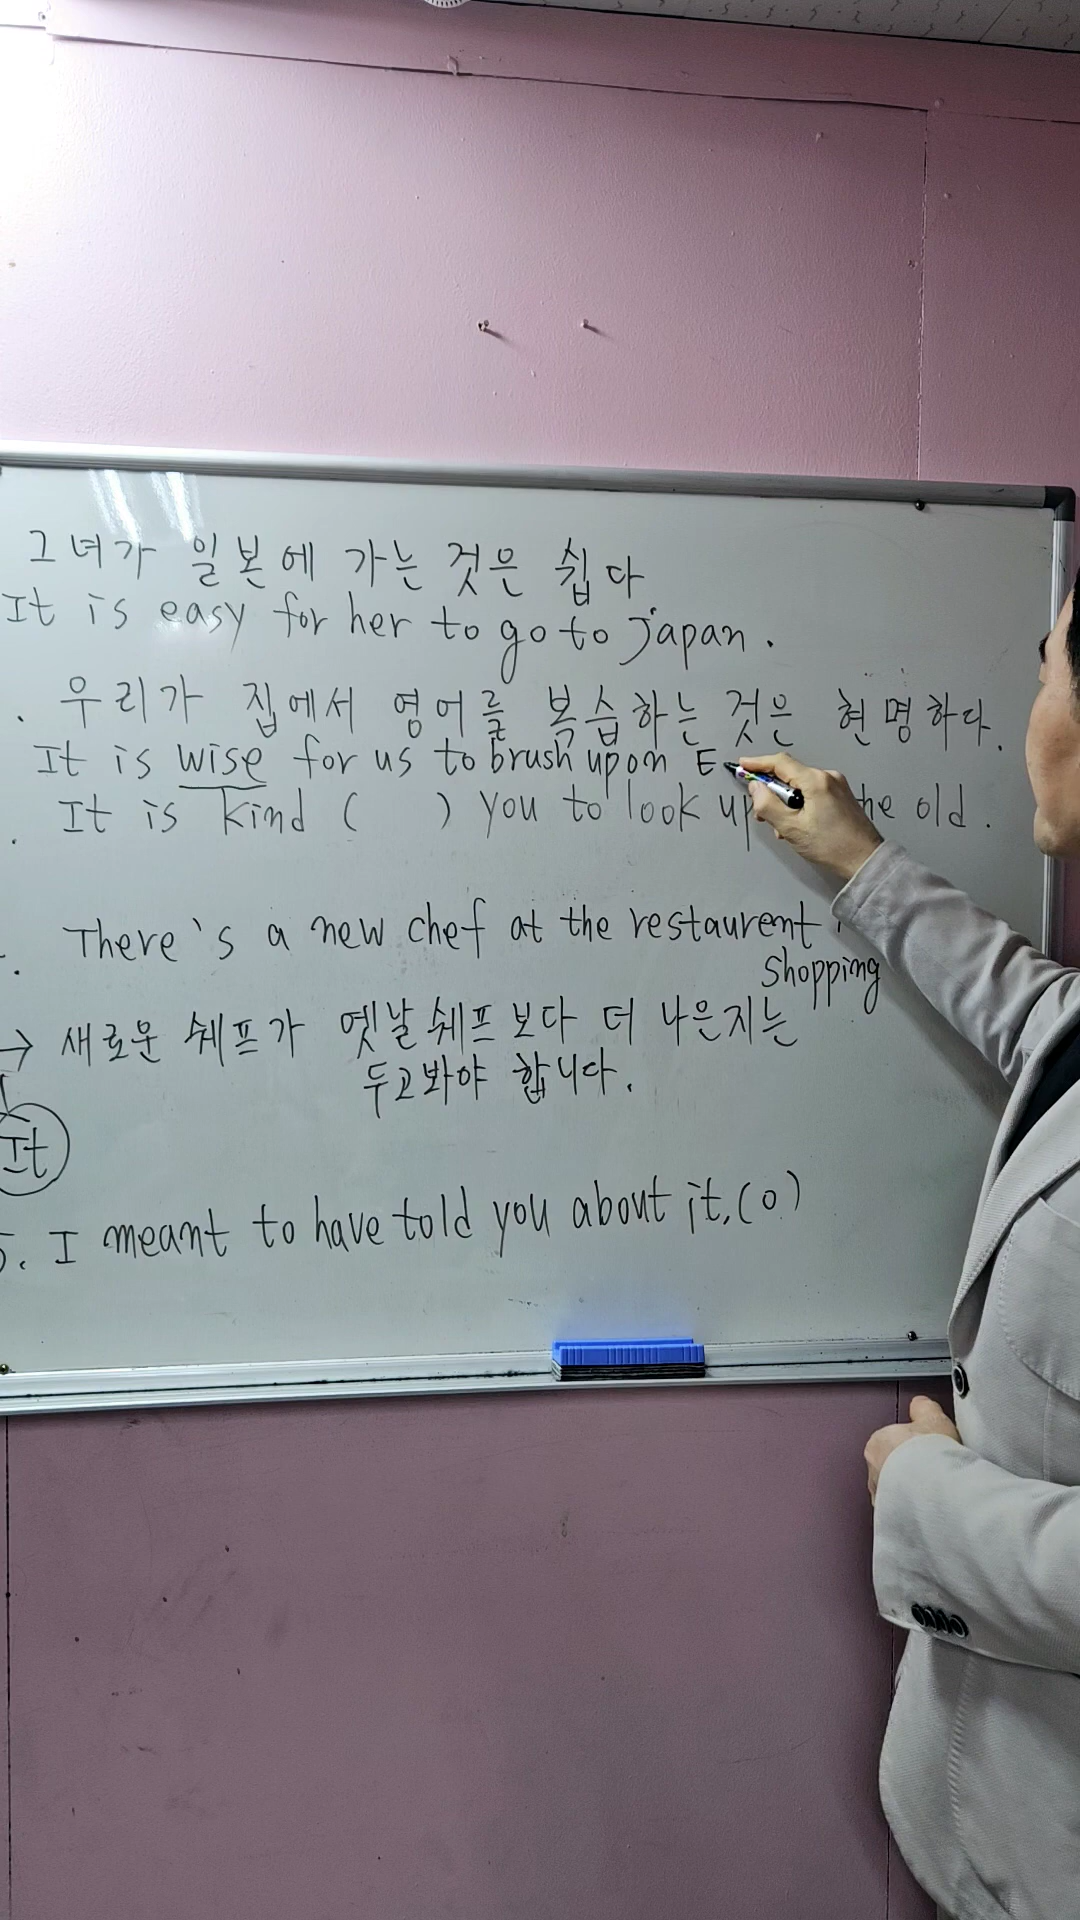 그녀가 일본에 가는 것은 쉽다.
It is easy for her to go to Japan.
. 우리가 집에서 영어를 복습하는 것은 현명하다.
It is wise for us to brush upon E
. It is kind ( ) you to look up he old.
. There's a new chef at the restaurent
shopping
→ 새로운 쉐프가 옛날쉐프보다 더 나은지는
두고봐야 합니다.
It
5. I meant to have told you about it. (o)